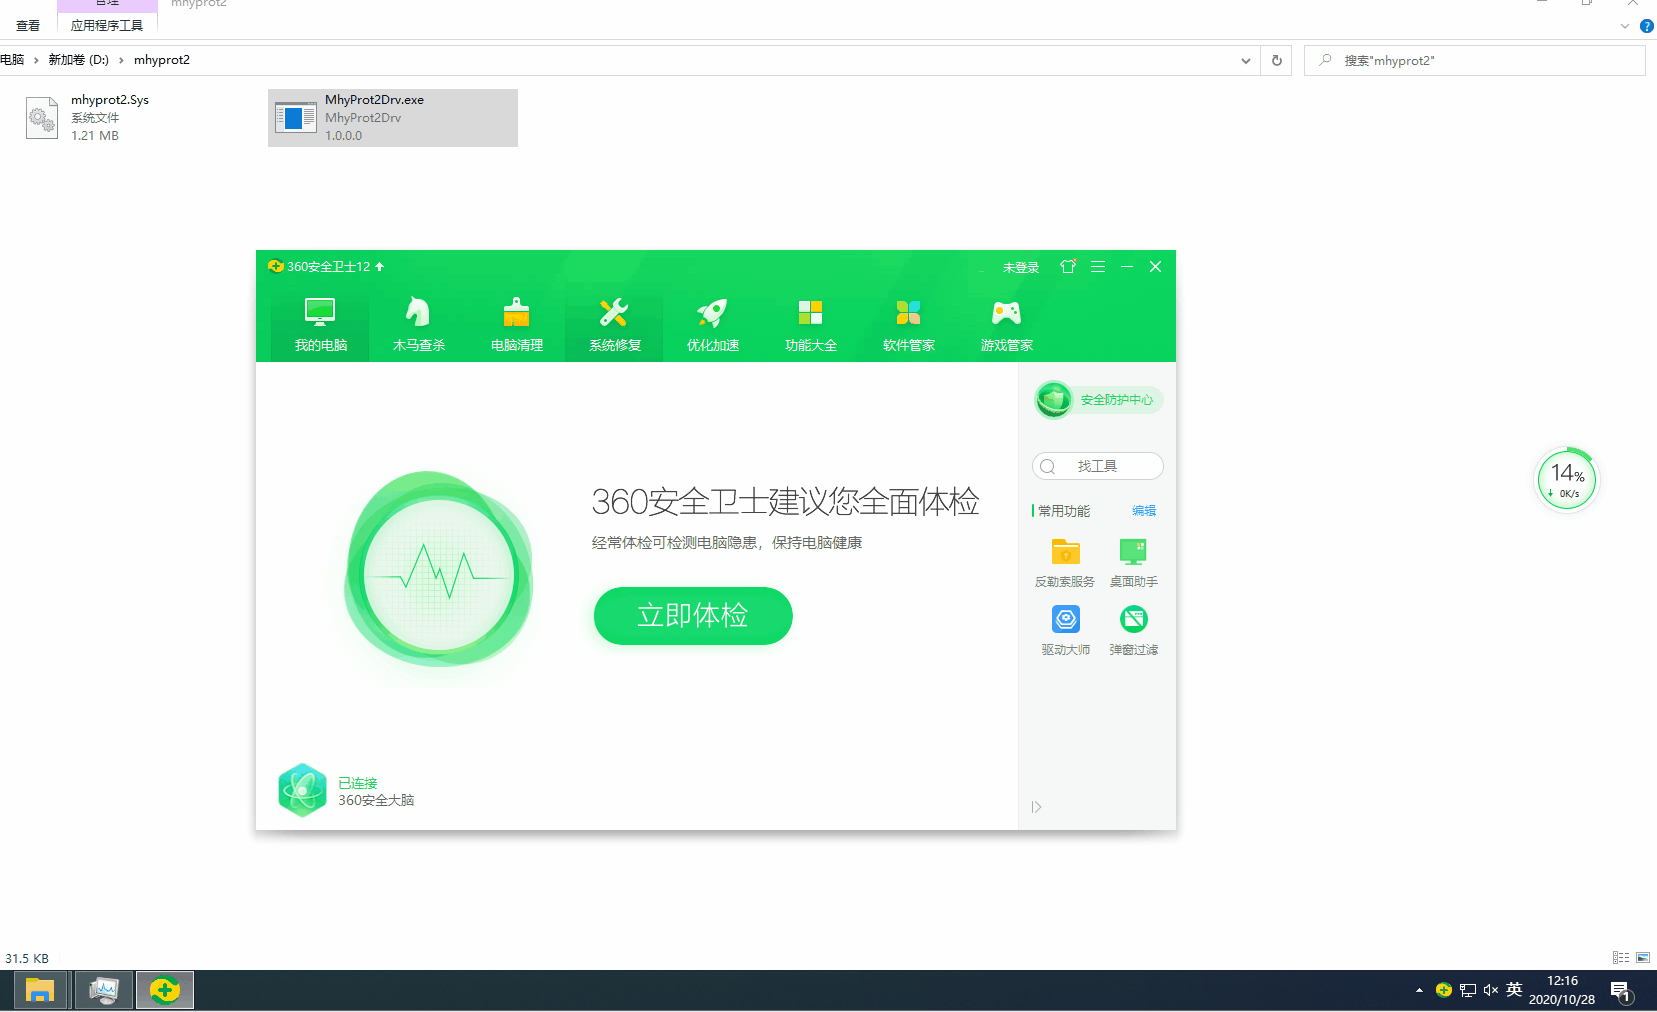 管理
mhyprot2
查看
应用程序工具
电脑 › 新加卷 (D:) › mhyprot2
搜索"mhyprot2"
mhyprot2.Sys
系统文件
1.21 MB
MhyProt2Drv.exe
MhyProt2Drv
1.0.0.0
360安全卫士12
未登录
我的电脑
木马查杀
电脑清理
系统修复
优化加速
功能大全
软件管家
游戏管家
360安全卫士建议您全面体检
经常体检可检测电脑隐患，保持电脑健康
立即体检
已连接
360安全大脑
安全防护中心
找工具
常用功能
编辑
反勒索服务
桌面助手
驱动大师
弹窗过滤
14%
0K/s
31.5 KB
英
12:16
2020/10/28
1